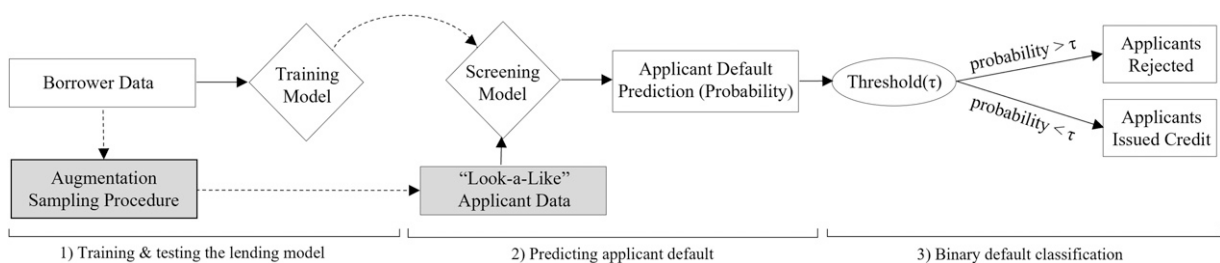 Borrower Data
Training
Model
Screening
Model
Applicant Default
Prediction (Probability)
Threshold(τ)
probability > τ
probability < τ
Applicants
Rejected
Applicants
Issued Credit
Augmentation
Sampling Procedure
“Look-a-Like”
Applicant Data
1) Training & testing the lending model
2) Predicting applicant default
3) Binary default classification